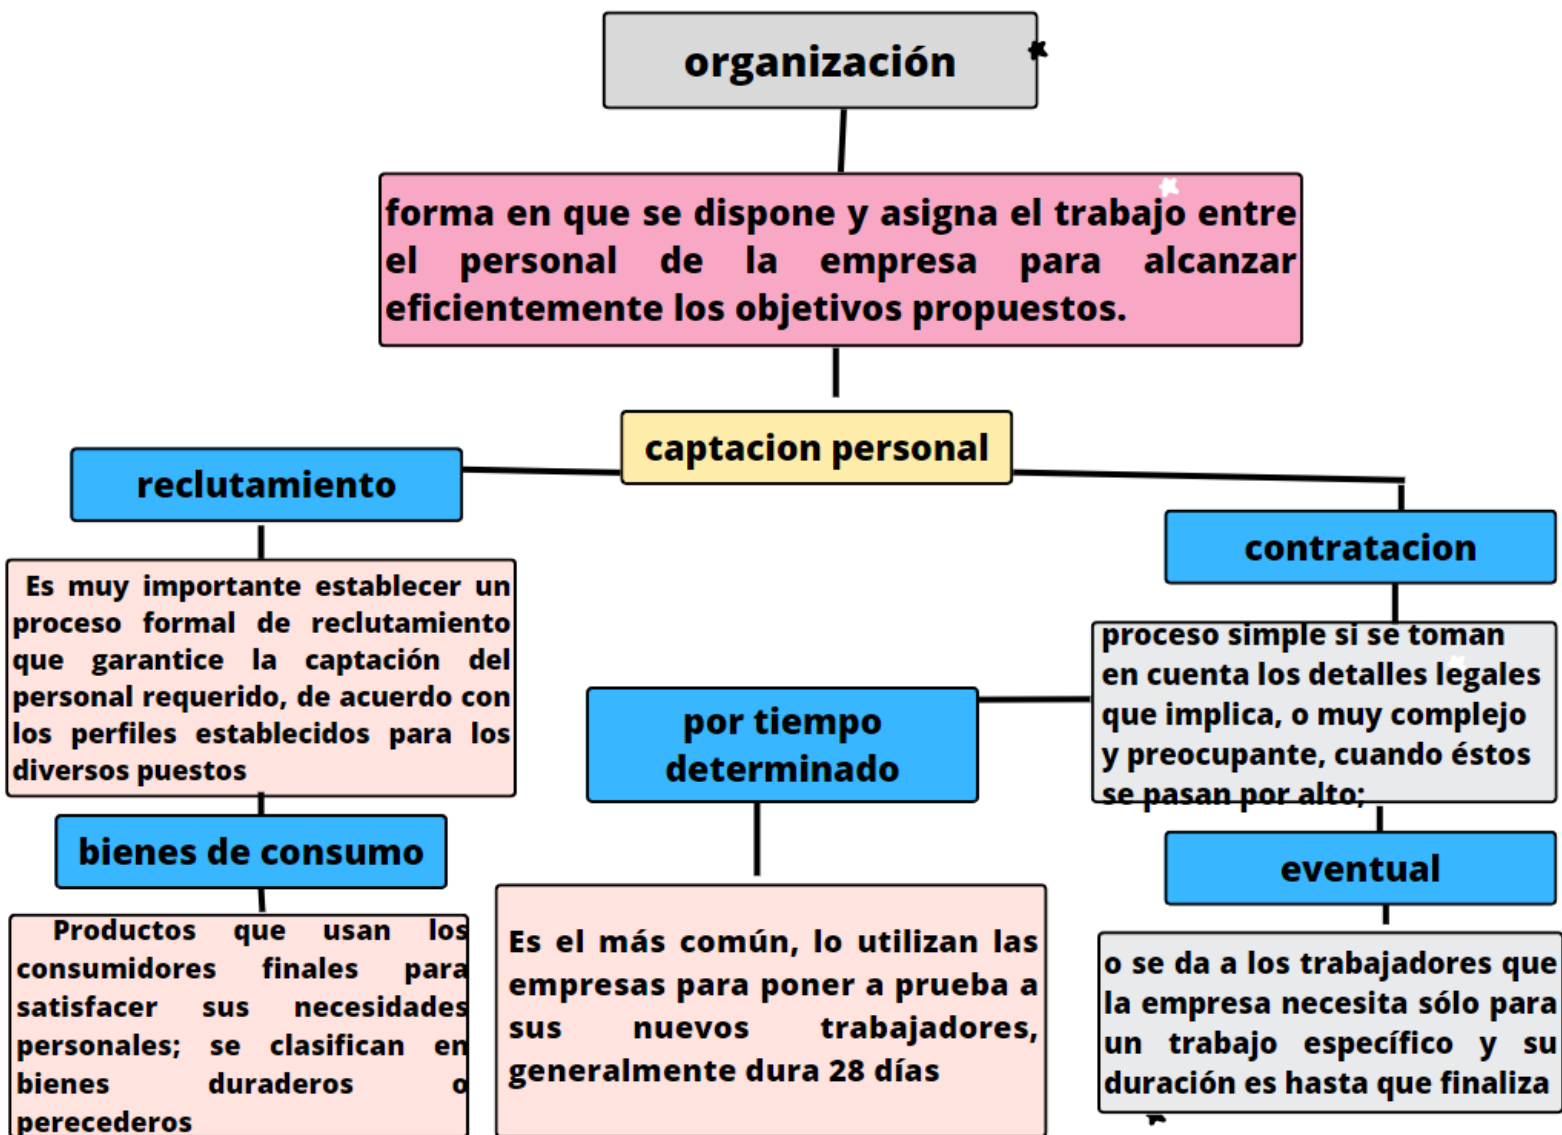 organización
forma en que se dispone y asigna el trabajo entre
el personal de la empresa para alcanzar
eficientemente los objetivos propuestos.
captacion personal
reclutamiento
Es muy importante establecer un
proceso formal de reclutamiento
que garantice la captación del
personal requerido, de acuerdo con
los perfiles establecidos para los
diversos puestos
bienes de consumo
Productos que usan los
consumidores finales para
satisfacer sus necesidades
personales; se clasifican en
bienes duraderos o
perecederos
por tiempo
determinado
Es el más común, lo utilizan las
empresas para poner a prueba a
sus nuevos trabajadores,
generalmente dura 28 días
contratacion
proceso simple si se toman
en cuenta los detalles legales
que implica, o muy complejo
y preocupante, cuando éstos
se pasan por alto;
eventual
o se da a los trabajadores que
la empresa necesita sólo para
un trabajo específico y su
duración es hasta que finaliza